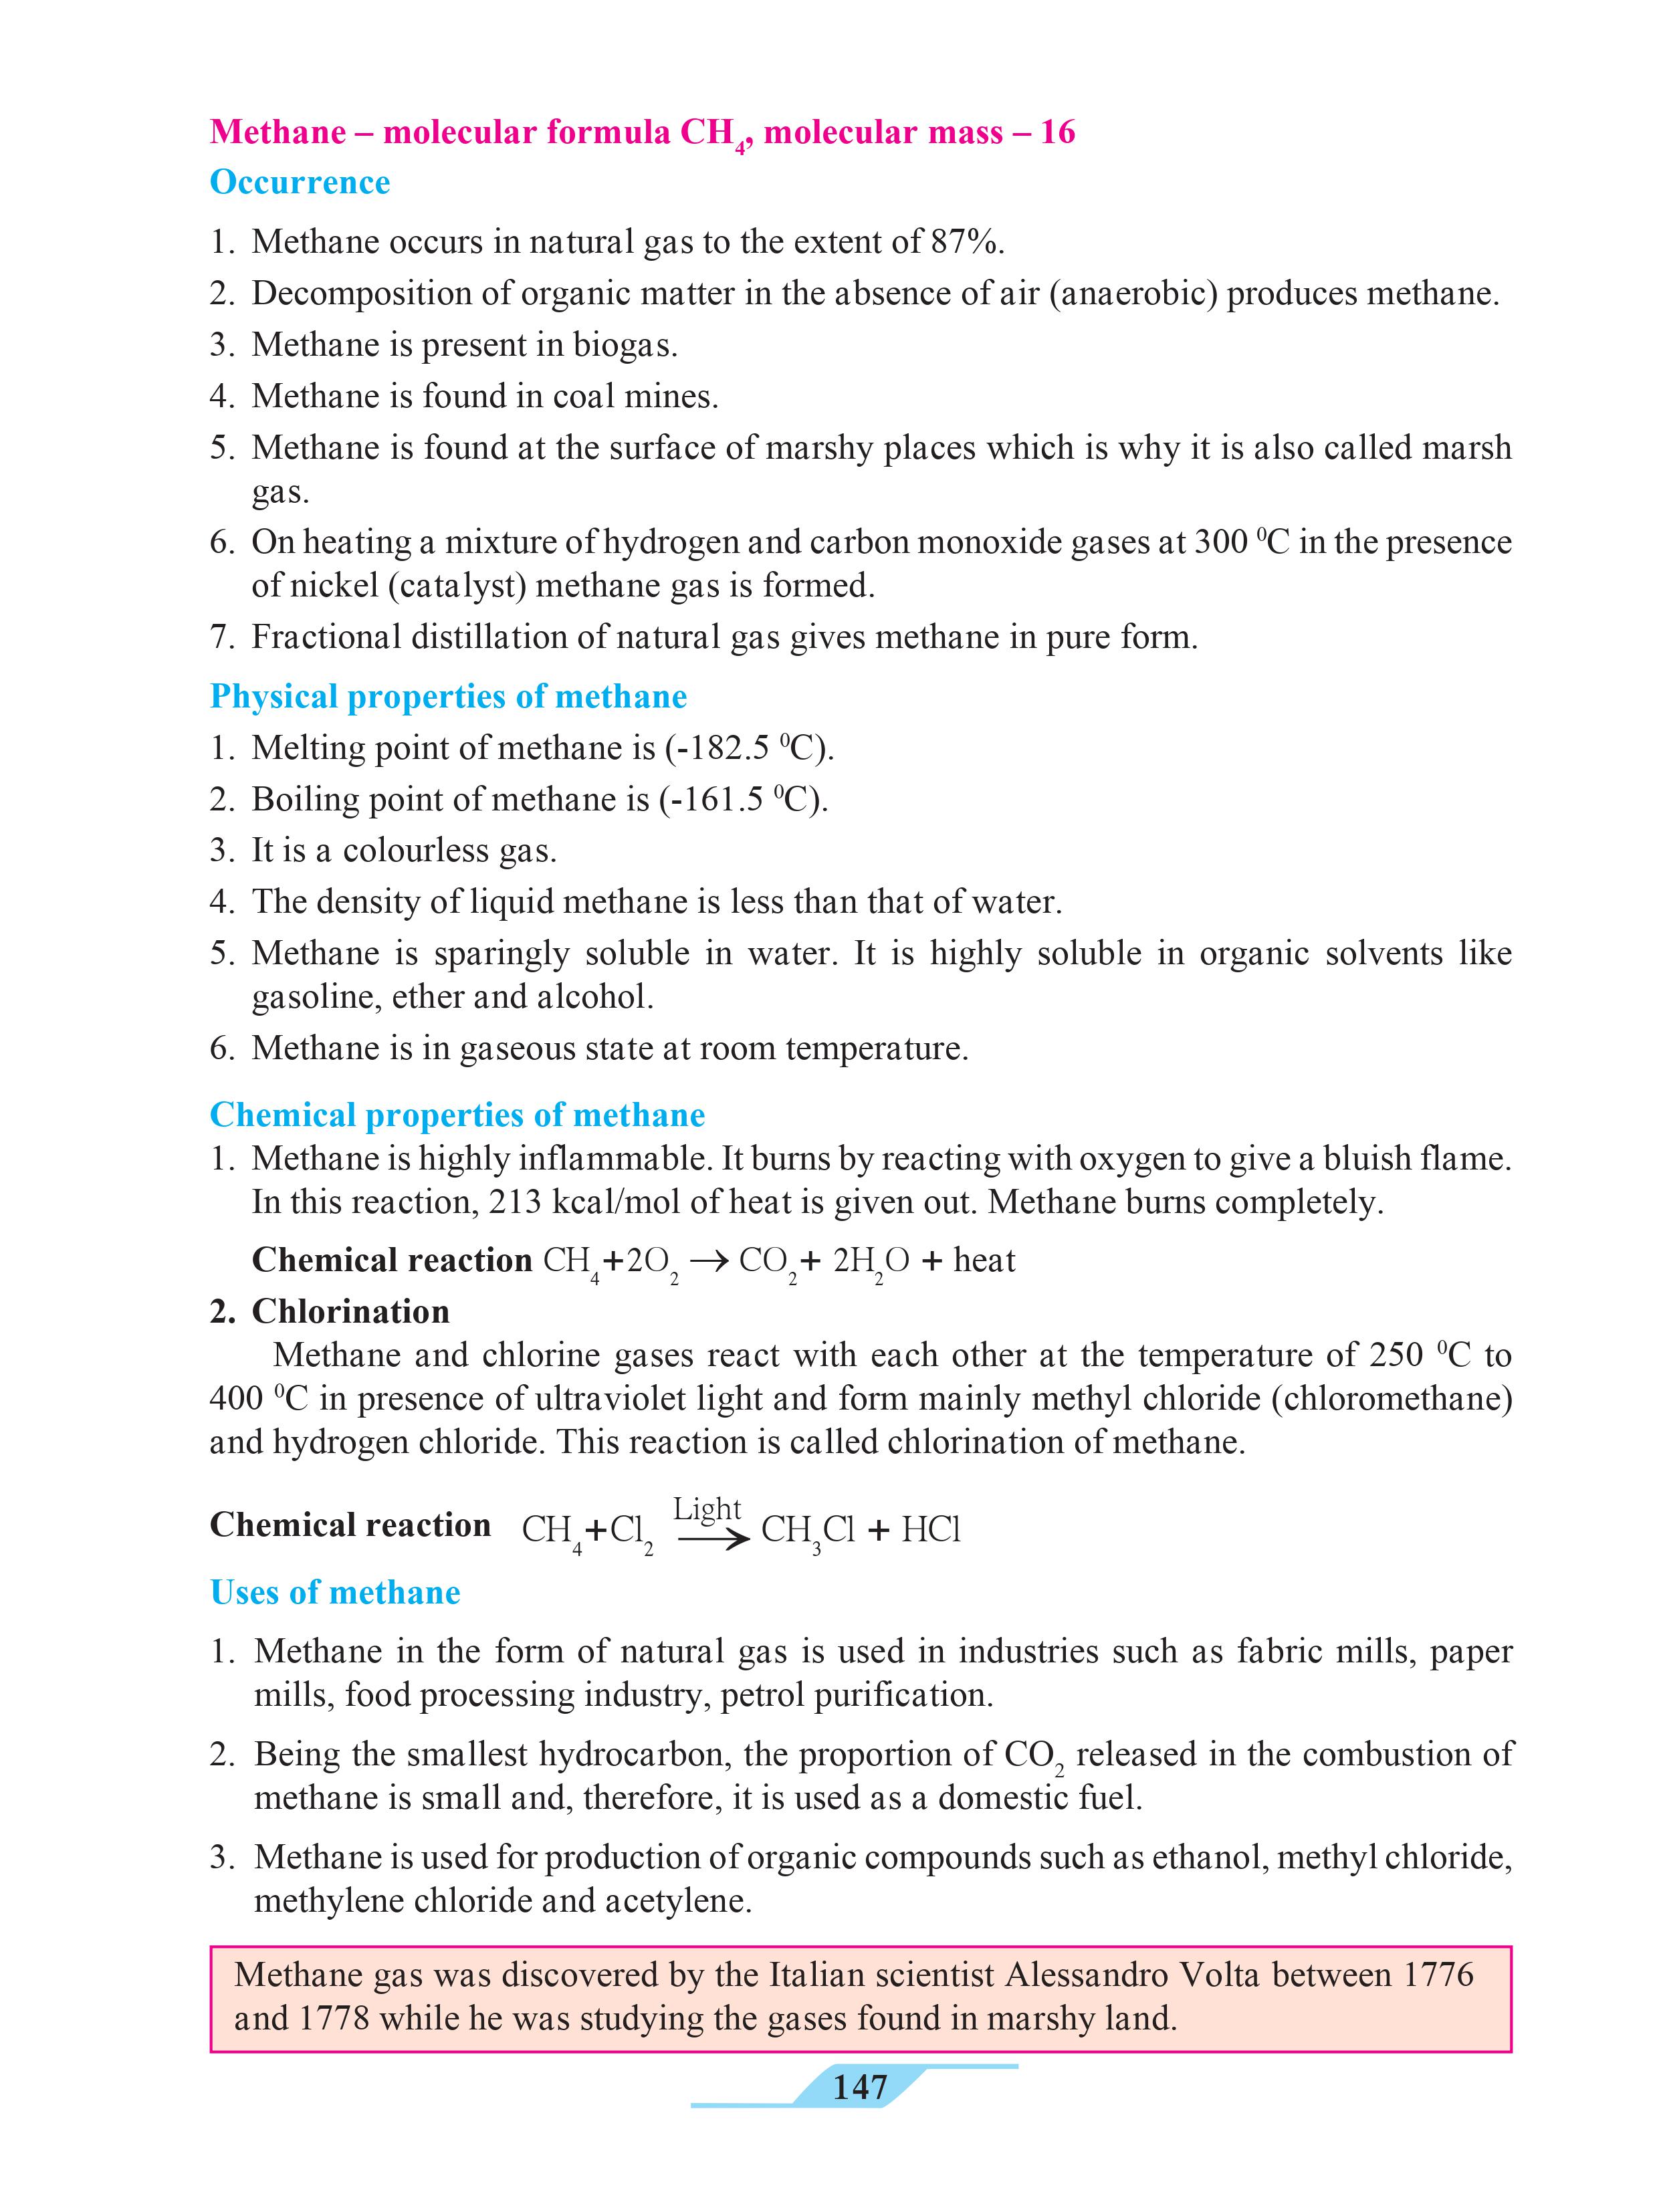 Methane – molecular formula CH₄, molecular mass – 16
Occurrence
1. Methane occurs in natural gas to the extent of 87%.
2. Decomposition of organic matter in the absence of air (anaerobic) produces methane.
3. Methane is present in biogas.
4. Methane is found in coal mines.
5. Methane is found at the surface of marshy places which is why it is also called marsh
gas.
6. On heating a mixture of hydrogen and carbon monoxide gases at 300 ⁰C in the presence
of nickel (catalyst) methane gas is formed.
7. Fractional distillation of natural gas gives methane in pure form.
Physical properties of methane
1. Melting point of methane is (-182.5 ⁰C).
2. Boiling point of methane is (-161.5 ⁰C).
3. It is a colourless gas.
4. The density of liquid methane is less than that of water.
5. Methane is sparingly soluble in water. It is highly soluble in organic solvents like
gasoline, ether and alcohol.
6. Methane is in gaseous state at room temperature.
Chemical properties of methane
1. Methane is highly inflammable. It burns by reacting with oxygen to give a bluish flame.
In this reaction, 213 kcal/mol of heat is given out. Methane burns completely.
Chemical reaction CH₄+2O₂ → CO₂+ 2H₂O + heat
2. Chlorination
Methane and chlorine gases react with each other at the temperature of 250 ⁰C to
400 ⁰C in presence of ultraviolet light and form mainly methyl chloride (chloromethane)
and hydrogen chloride. This reaction is called chlorination of methane.
Light
Chemical reaction CH₄+Cl₂ → CH₃Cl + HCl
Uses of methane
1. Methane in the form of natural gas is used in industries such as fabric mills, paper
mills, food processing industry, petrol purification.
2. Being the smallest hydrocarbon, the proportion of CO₂ released in the combustion of
methane is small and, therefore, it is used as a domestic fuel.
3. Methane is used for production of organic compounds such as ethanol, methyl chloride,
methylene chloride and acetylene.
Methane gas was discovered by the Italian scientist Alessandro Volta between 1776
and 1778 while he was studying the gases found in marshy land.
147